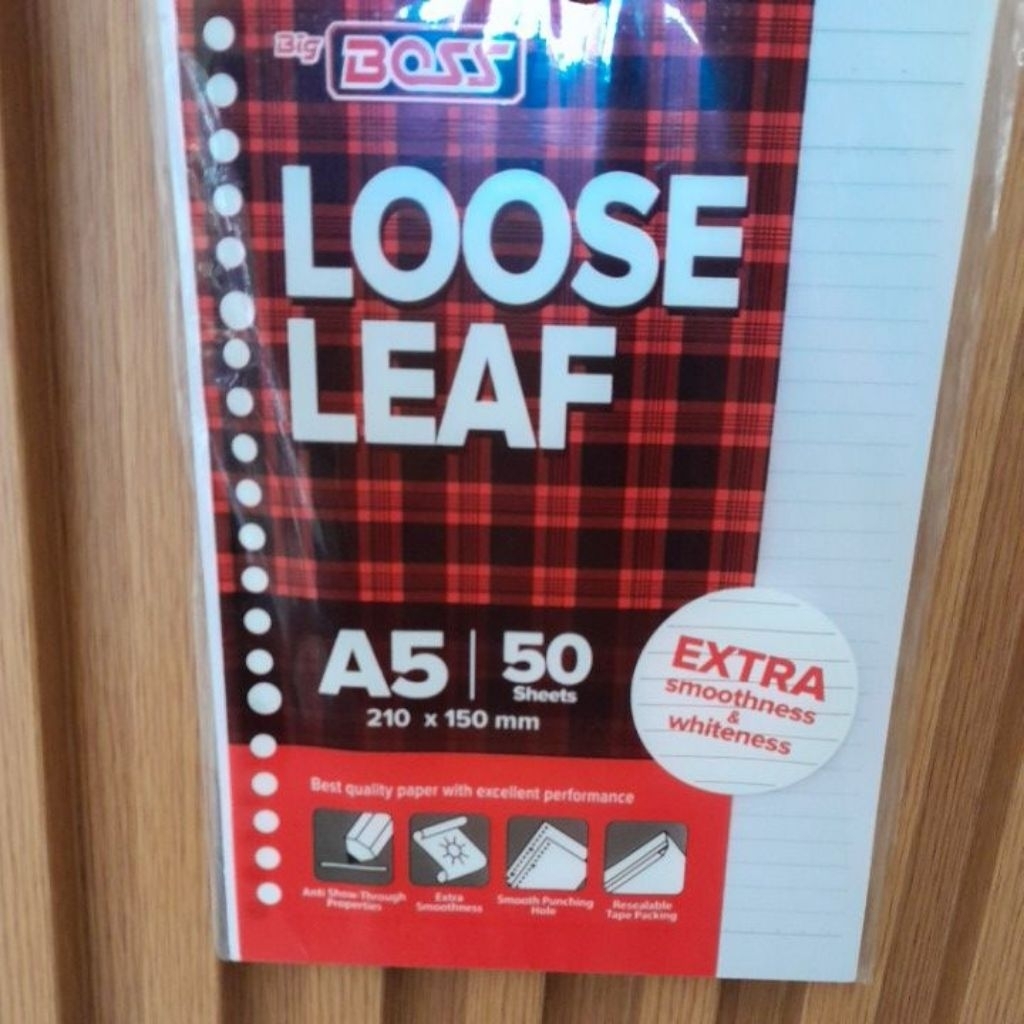 Big BOSS
LOOSE
LEAF
A5 | 50
Sheets
210 x 150 mm
EXTRA
smoothness
&
whiteness
Best quality paper with excellent performance
Anti Show-Through
Properties
Extra
Smoothness
Smooth Punching
Hole
Resealable
Tape Packing